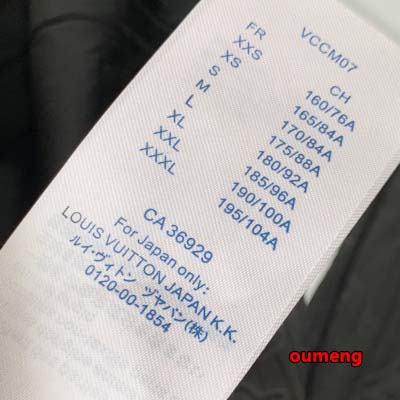 VCCM07
FR CH
XXS 160/76A
XS 165/84A
S 170/84A
M 175/88A
L 180/92A
XL 185/96A
XXL 190/100A
XXXL 195/104A
CA 36929
For Japan only:
LOUIS VUITTON JAPAN K.K.
ルイ・ヴィトン ジャパン(株)
0120-00-1854
oumeng